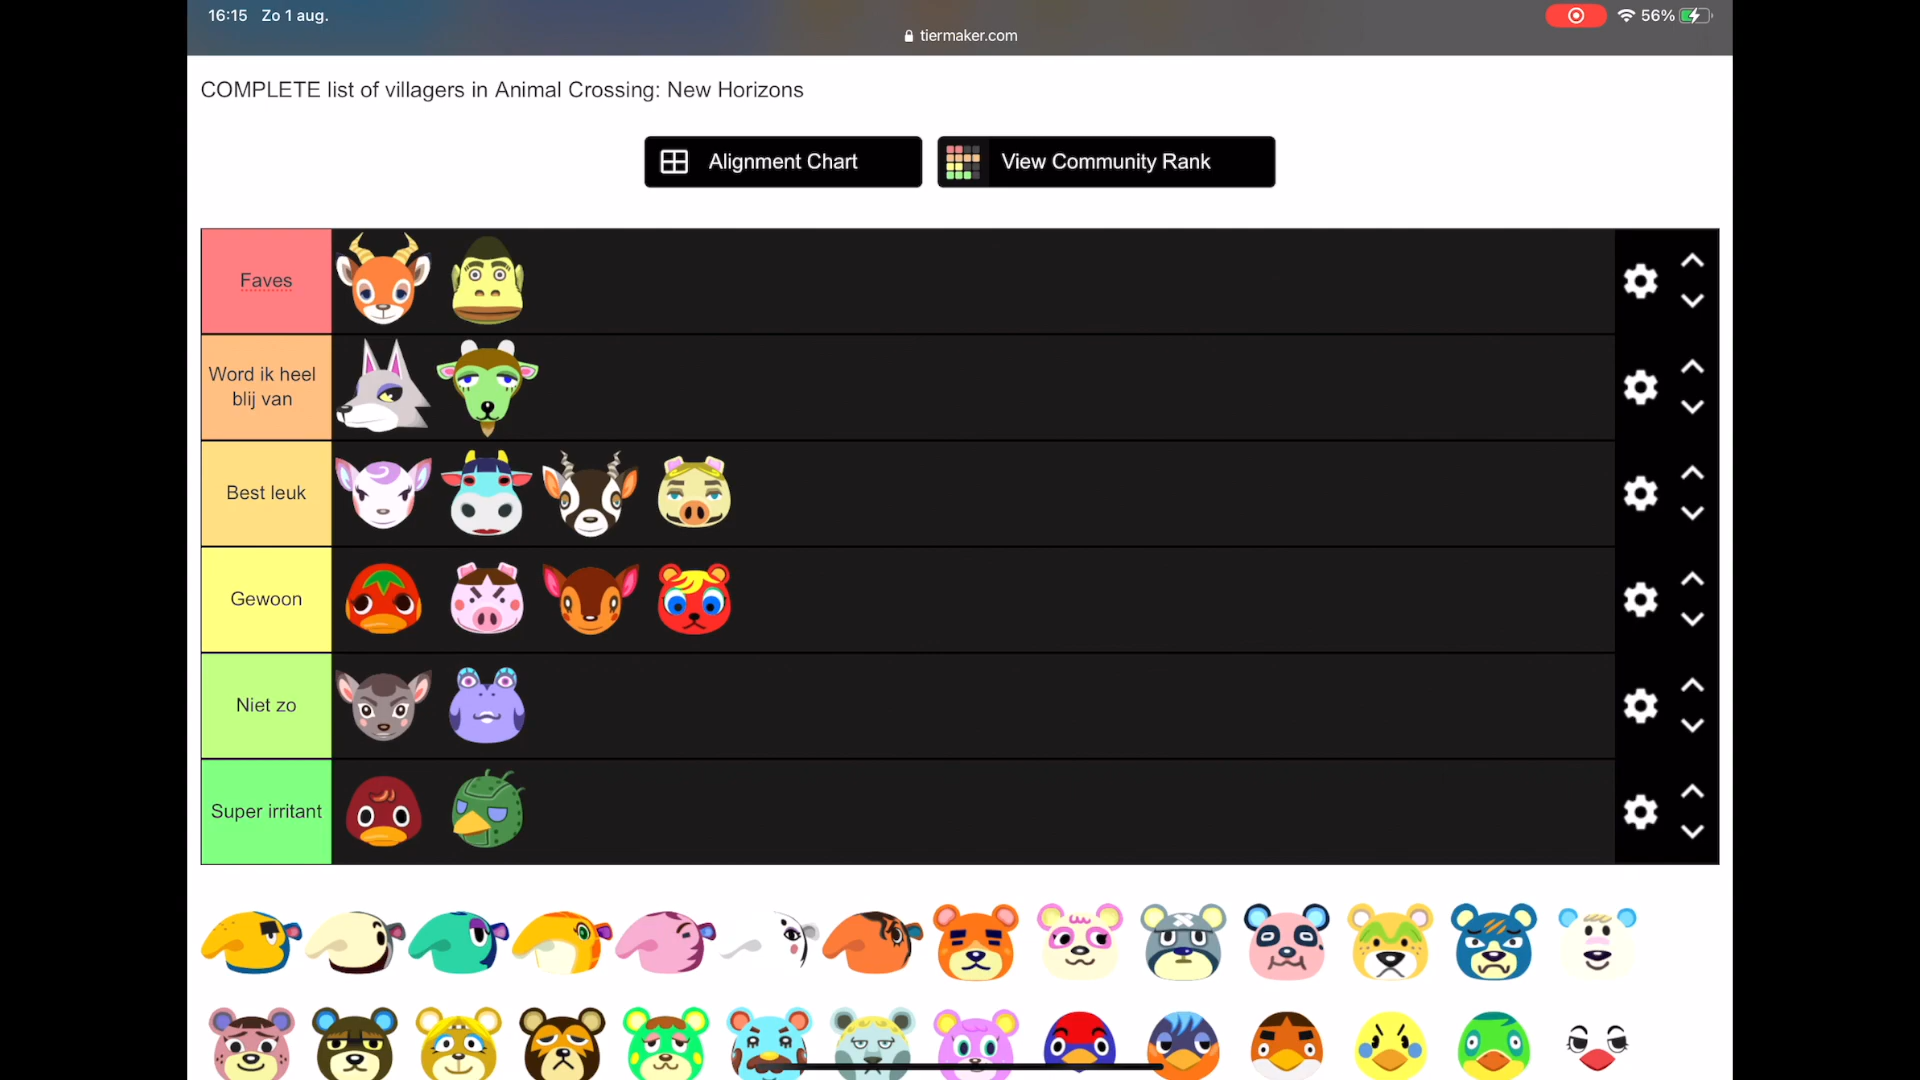 16:15 Zo 1 aug.
56%
tiermaker.com
COMPLETE list of villagers in Animal Crossing: New Horizons
Alignment Chart
View Community Rank
Faves
Word ik heel
blij van
Best leuk
Gewoon
Niet zo
Super irritant